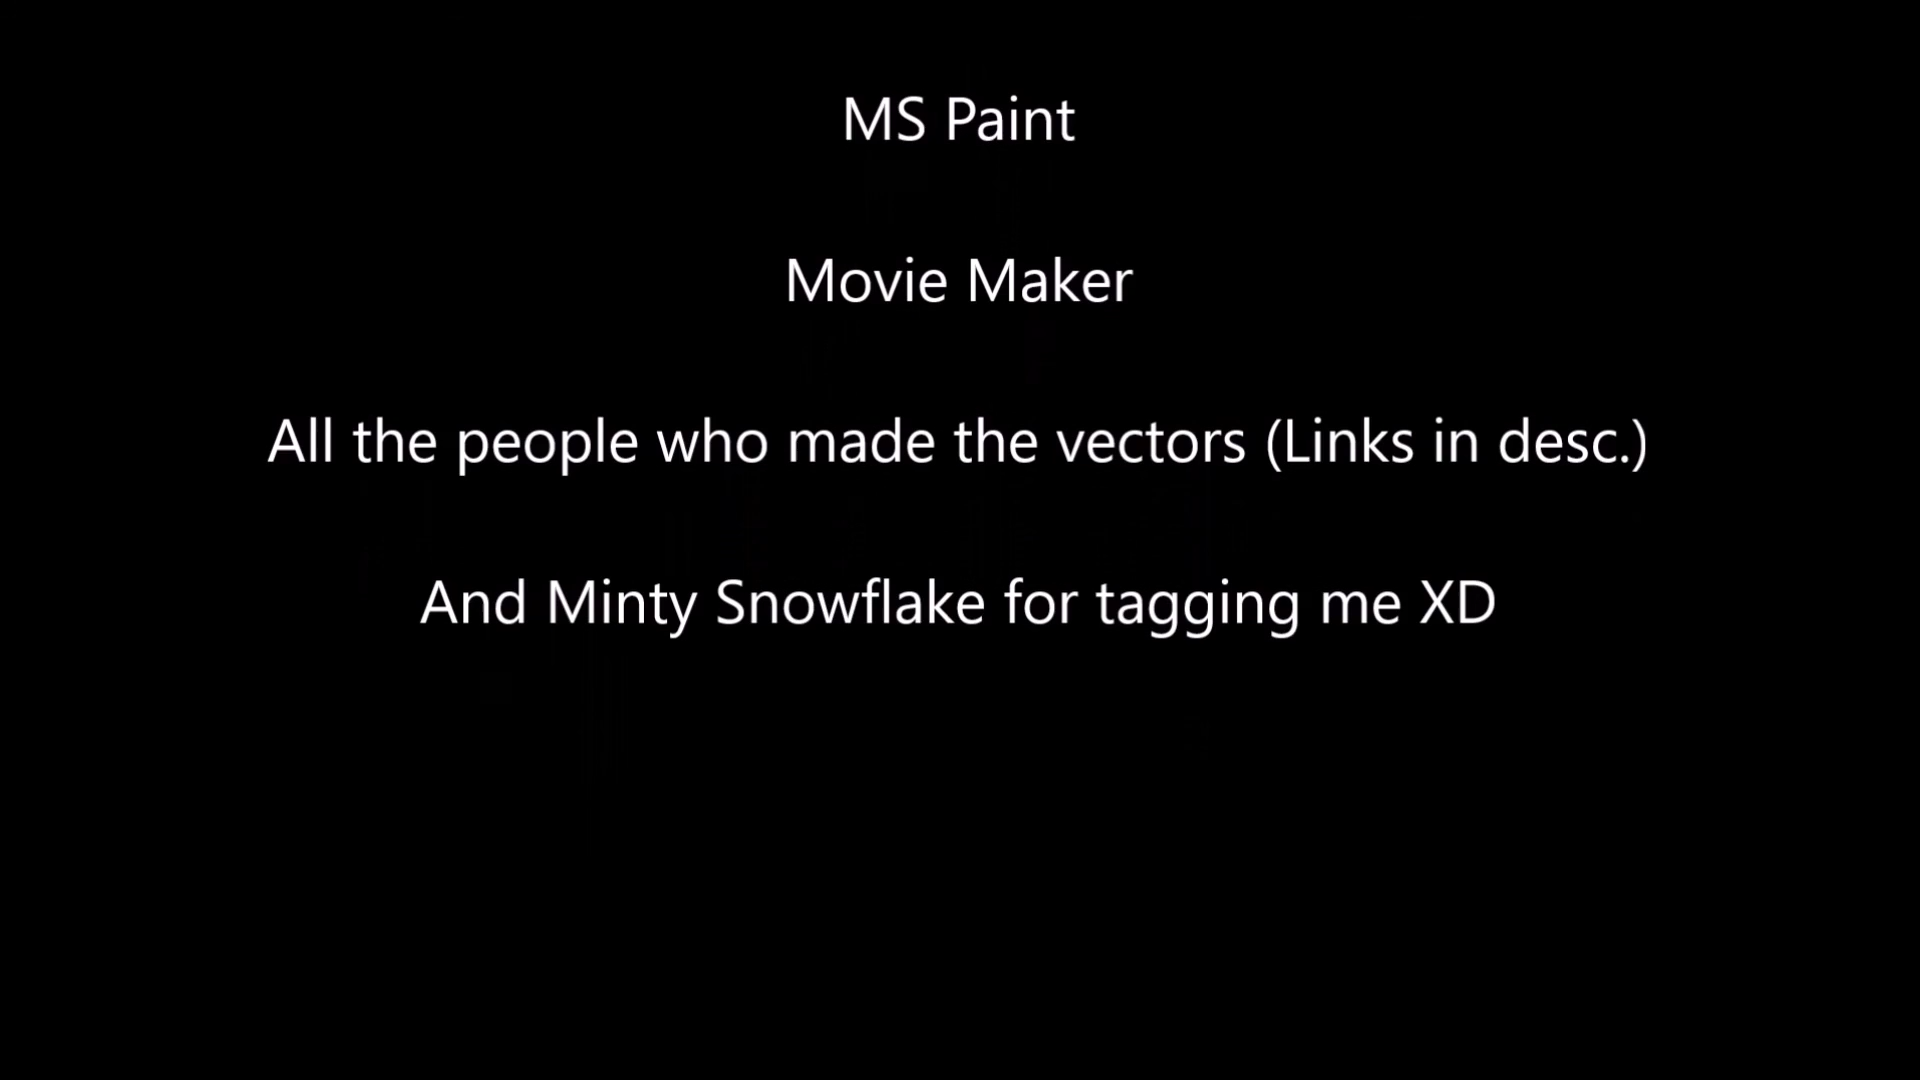 MS Paint
Movie Maker
All the people who made the vectors (Links in desc.)
And Minty Snowflake for tagging me XD